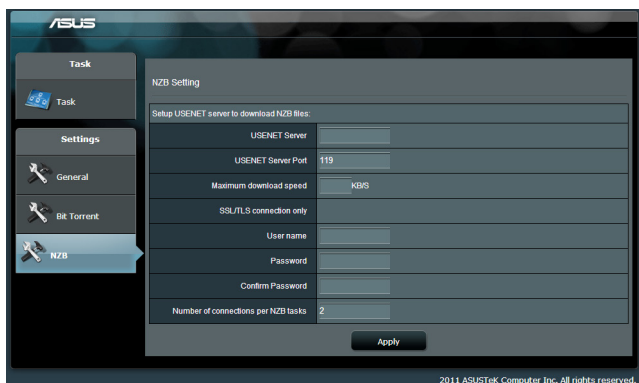 ASUS
Task
Task
Settings
General
Bit Torrent
NZB
NZB Setting
Setup USENET server to download NZB files:
USENET Server
USENET Server Port 119
Maximum download speed KB/S
SSL/TLS connection only
User name
Password
Confirm Password
Number of connections per NZB tasks 2
Apply
2011 ASUSTeK Computer Inc. All rights reserved.